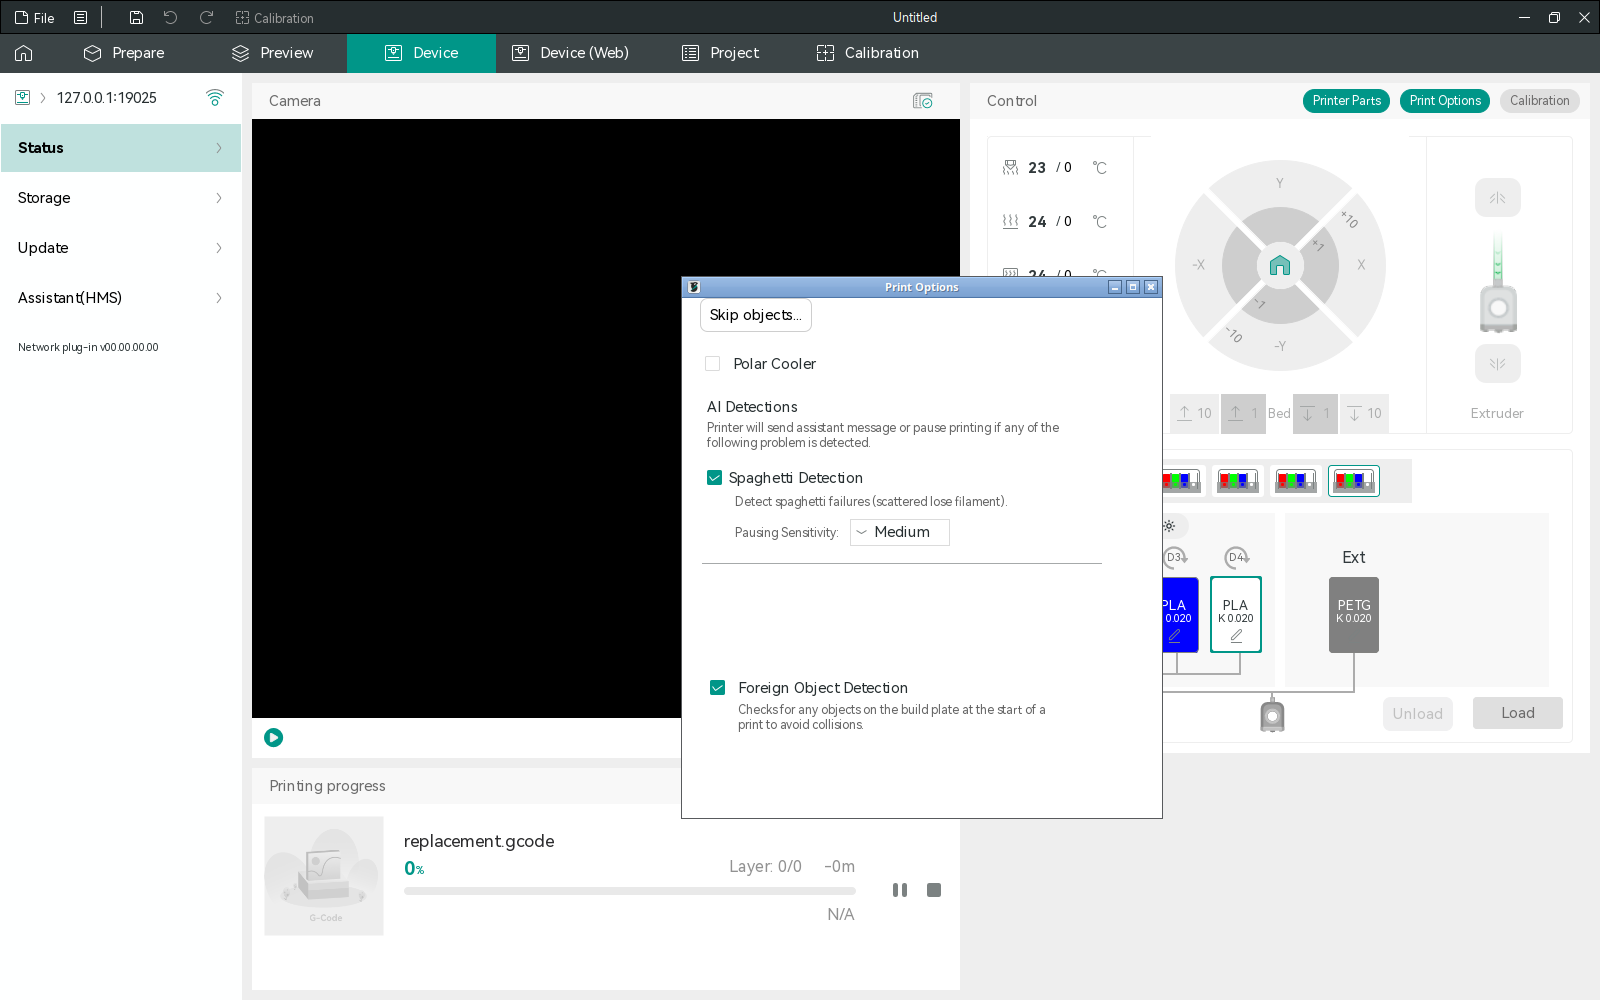 File
Calibration
Untitled
Prepare
Preview
Device
Device (Web)
Project
Calibration
127.0.0.1:19025
Status
Storage
Update
Assistant(HMS)
Network plug-in v00.00.00.00
Camera
Control
Printer Parts
Print Options
Calibration
23 / 0 ℃
24 / 0 ℃
24 / 0 ℃
Y
+10
+1
-X
X
-1
-10
-Y
10
1
Bed
1
10
Extruder
Print Options
Skip objects...
Polar Cooler
AI Detections
Printer will send assistant message or pause printing if any of the
following problem is detected.
Spaghetti Detection
Detect spaghetti failures (scattered lose filament).
Pausing Sensitivity:
Medium
Foreign Object Detection
Checks for any objects on the build plate at the start of a
print to avoid collisions.
D3
D4
Ext
PLA
0.020
PLA
K 0.020
PETG
K 0.020
Unload
Load
Printing progress
replacement.gcode
0%
Layer: 0/0
-0m
N/A
G-Code